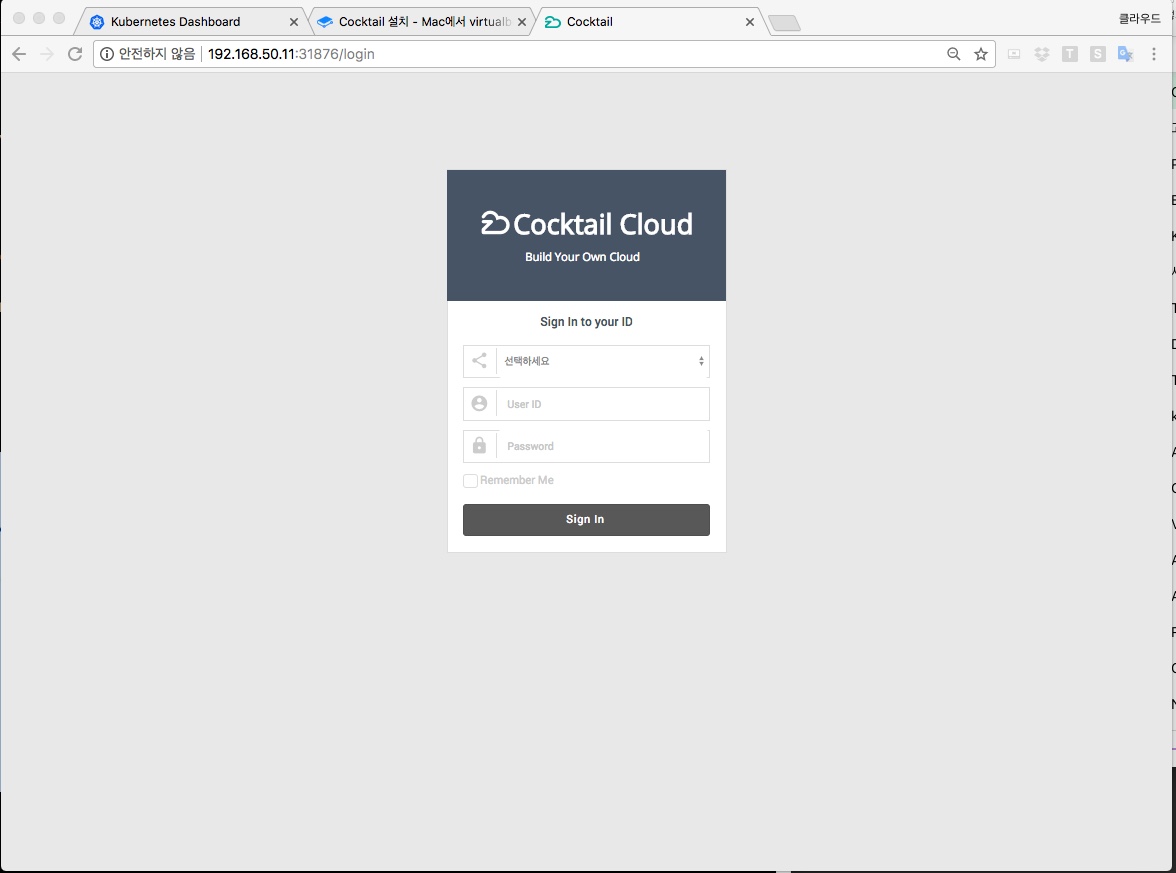 Kubernetes Dashboard
Cocktail 설치 - Mac에서 virtualb
Cocktail
클라우드
안전하지 않음
192.168.50.11:31876/login
T
S
Cocktail Cloud
Build Your Own Cloud
Sign In to your ID
선택하세요
User ID
Password
Remember Me
Sign In